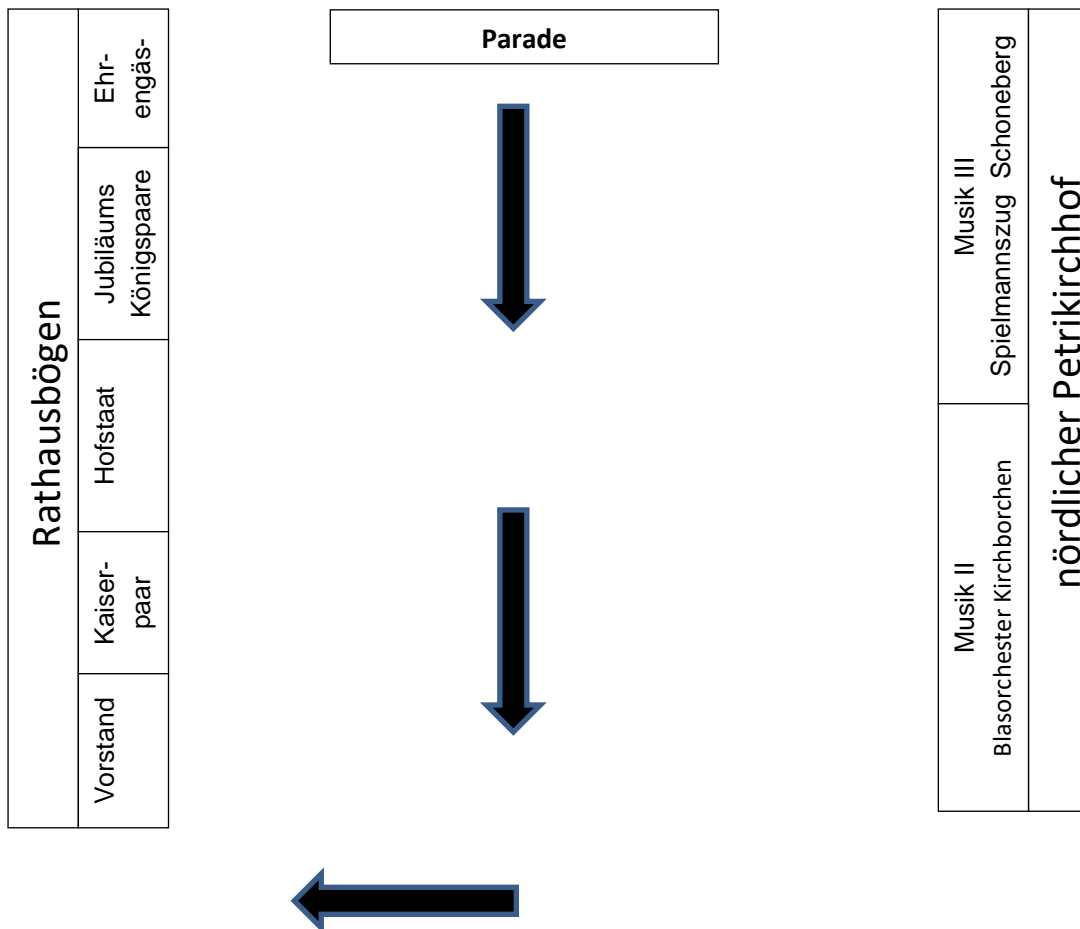 Parade
Rathausbögen
Ehr-
engäs-
Jubiläums
Königspaare
Hofstaat
Kaiser-
paar
Vorstand
Musik III
Spielmannszug Schoneberg
Musik II
Blasorchester Kirchborchen
nördlicher Petrikirchhof